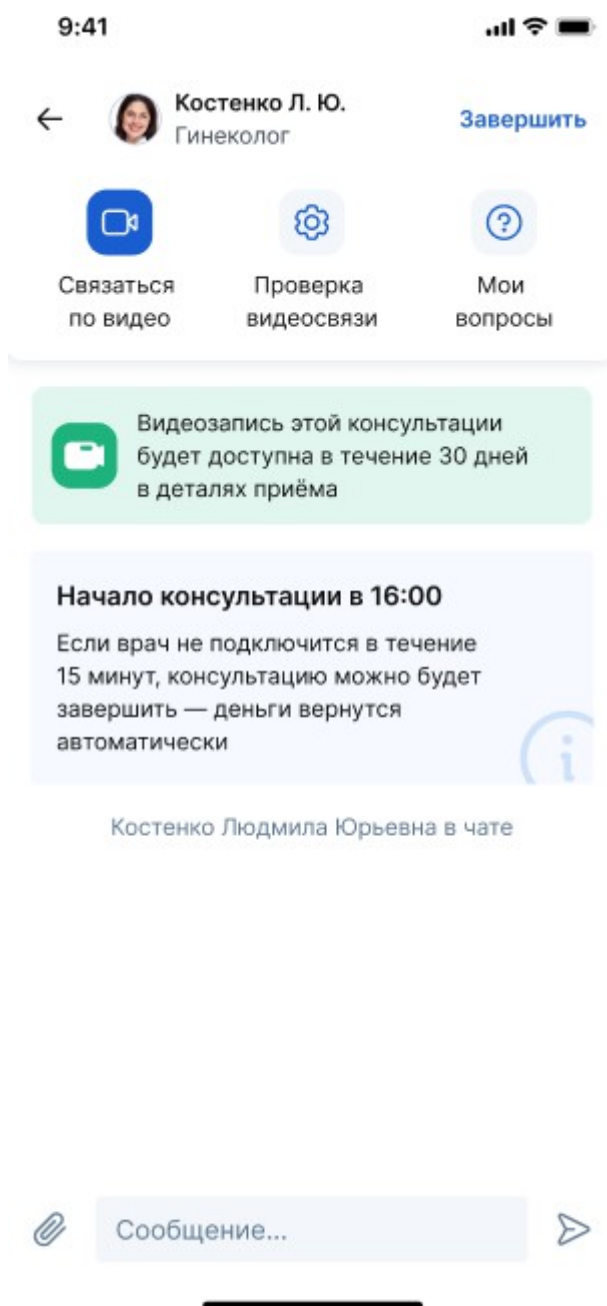 9:41
Костенко Л. Ю.
Гинеколог
Завершить
Связаться
по видео
Проверка
видеосвязи
Мои
вопросы
Видеозапись этой консультации
будет доступна в течение 30 дней
в деталях приёма
Начало консультации в 16:00
Если врач не подключится в течение
15 минут, консультацию можно будет
завершить — деньги вернутся
автоматически
Костенко Людмила Юрьевна в чате
Сообщение...